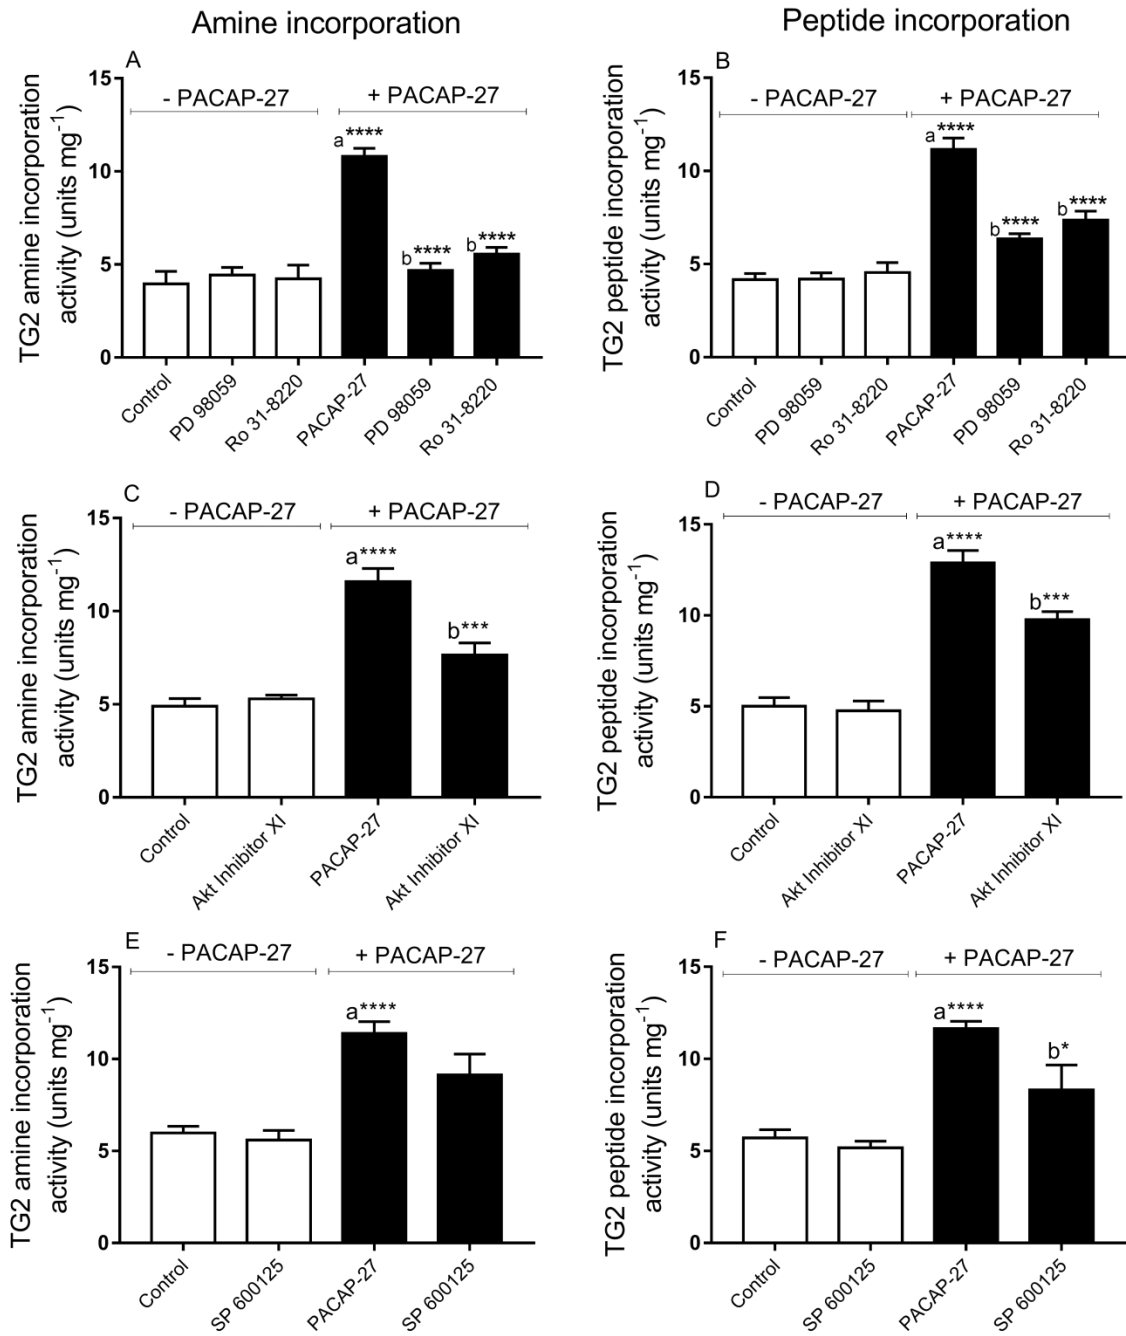 Amine incorporation
Peptide incorporation
A
- PACAP-27
+ PACAP-27
TG2 amine incorporation
activity (units mg⁻¹)
15
10
5
0
a****
b****
b****
Control
PD 98059
Ro 31-8220
PACAP-27
PD 98059
Ro 31-8220
B
- PACAP-27
+ PACAP-27
TG2 peptide incorporation
activity (units mg⁻¹)
15
10
5
0
a****
b****
b****
Control
PD 98059
Ro 31-8220
PACAP-27
PD 98059
Ro 31-8220
C
- PACAP-27
+ PACAP-27
TG2 amine incorporation
activity (units mg⁻¹)
15
10
5
0
a****
b***
Control
Akt Inhibitor XI
PACAP-27
Akt Inhibitor XI
D
- PACAP-27
+ PACAP-27
TG2 peptide incorporation
activity (units mg⁻¹)
15
10
5
0
a****
b***
Control
Akt Inhibitor XI
PACAP-27
Akt Inhibitor XI
E
- PACAP-27
+ PACAP-27
TG2 amine incorporation
activity (units mg⁻¹)
15
10
5
0
a****
Control
SP 600125
PACAP-27
SP 600125
F
- PACAP-27
+ PACAP-27
TG2 peptide incorporation
activity (units mg⁻¹)
15
10
5
0
a****
b*
Control
SP 600125
PACAP-27
SP 600125